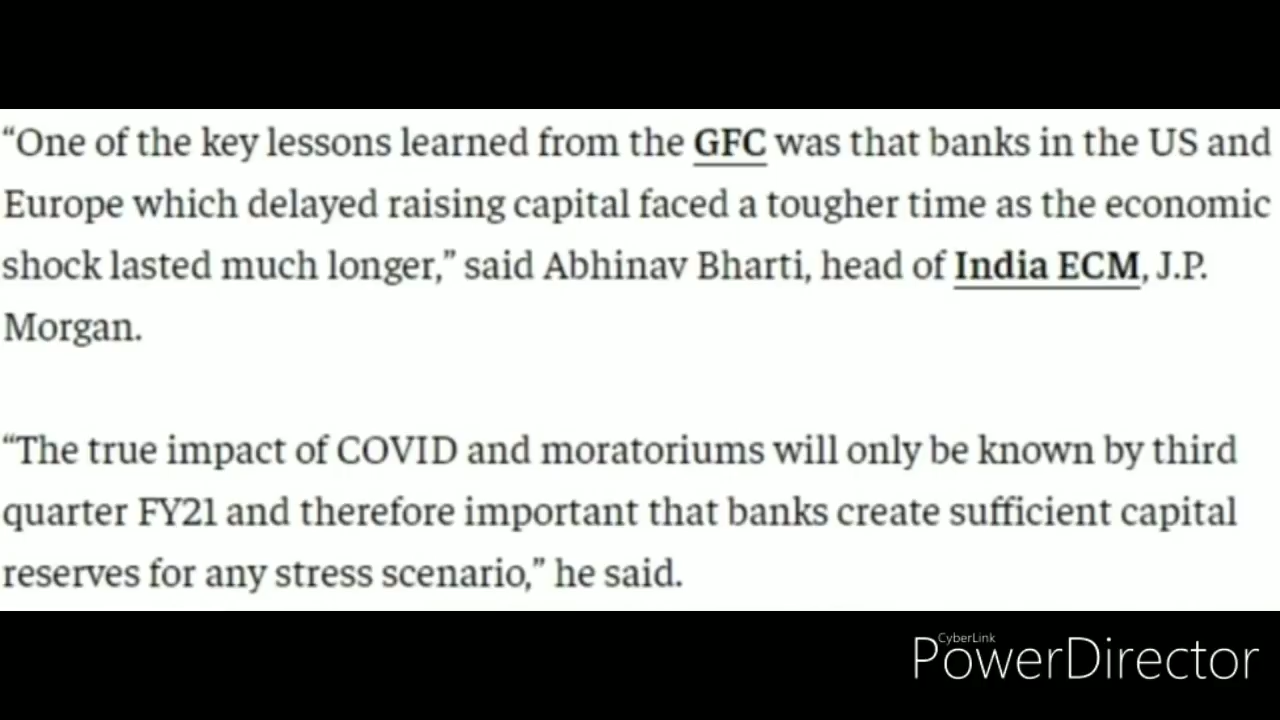 “One of the key lessons learned from the GFC was that banks in the US and
Europe which delayed raising capital faced a tougher time as the economic
shock lasted much longer,” said Abhinav Bharti, head of India ECM, J.P.
Morgan.
“The true impact of COVID and moratoriums will only be known by third
quarter FY21 and therefore important that banks create sufficient capital
reserves for any stress scenario,” he said.
CyberLink
PowerDirector